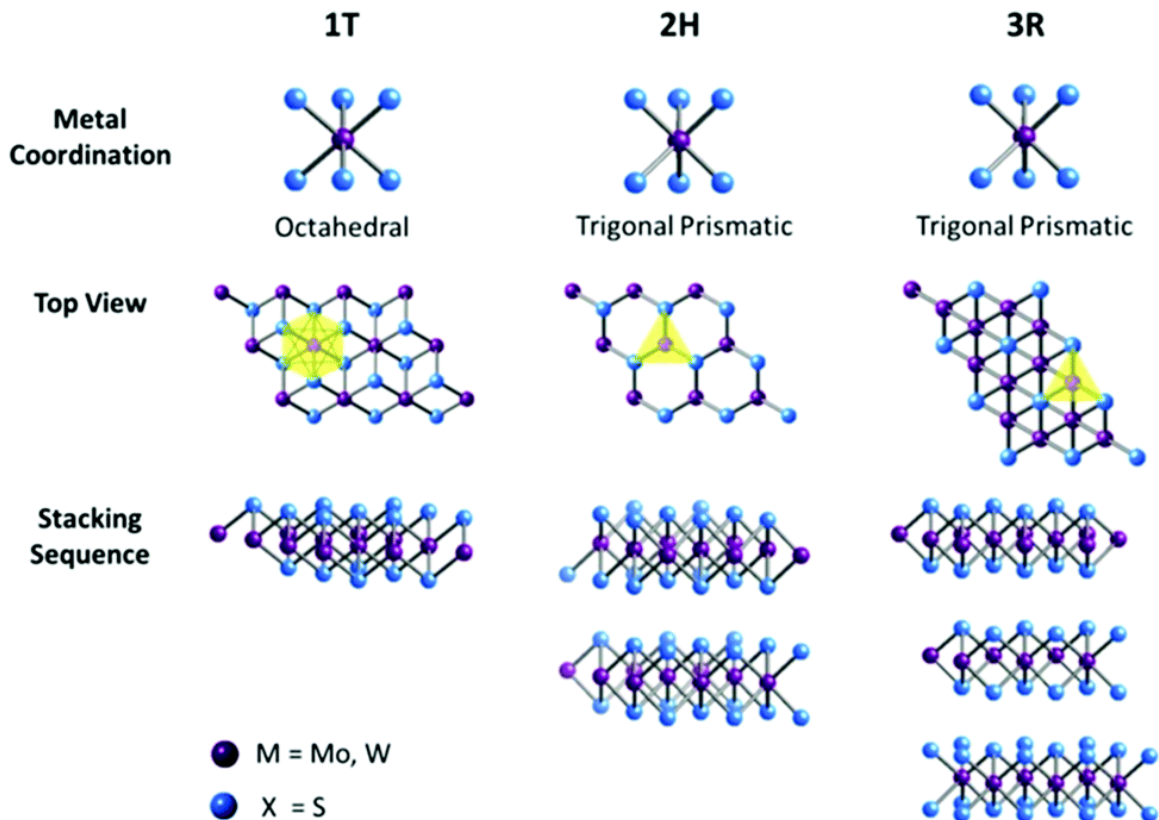 1T 2H 3R
Metal
Coordination
Octahedral Trigonal Prismatic Trigonal Prismatic
Top View
Stacking
Sequence
M = Mo, W
X = S